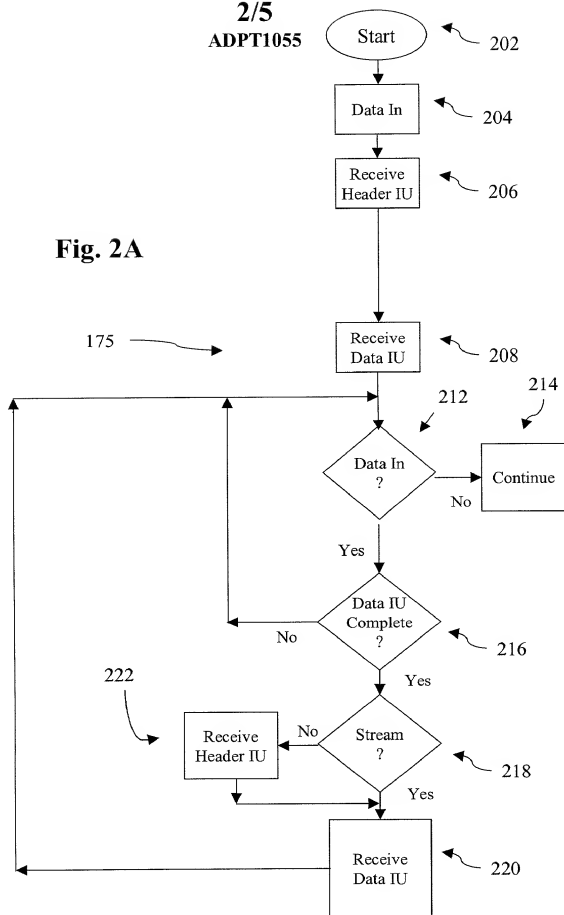 2/5
ADPT1055
Start
202
Data In
204
Receive
Header IU
206
Fig. 2A
175
Receive
Data IU
208
212
214
Data In
?
No
Continue
Yes
Data IU
Complete
?
No
216
Yes
222
Receive
Header IU
No
Stream
?
218
Yes
Receive
Data IU
220